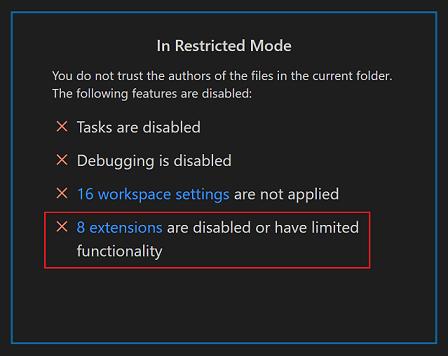 In Restricted Mode
You do not trust the authors of the files in the current folder.
The following features are disabled:
Tasks are disabled
Debugging is disabled
16 workspace settings are not applied
8 extensions are disabled or have limited
functionality